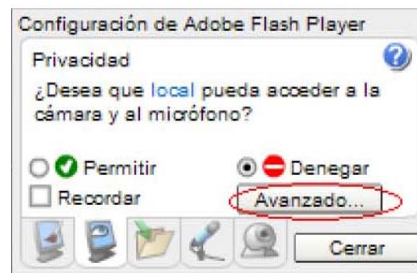 Configuración de Adobe Flash Player
Privacidad
¿Desea que local pueda acceder a la
cámara y al micrófono?
Permitir
Denegar
Recordar
Avanzado...
Cerrar